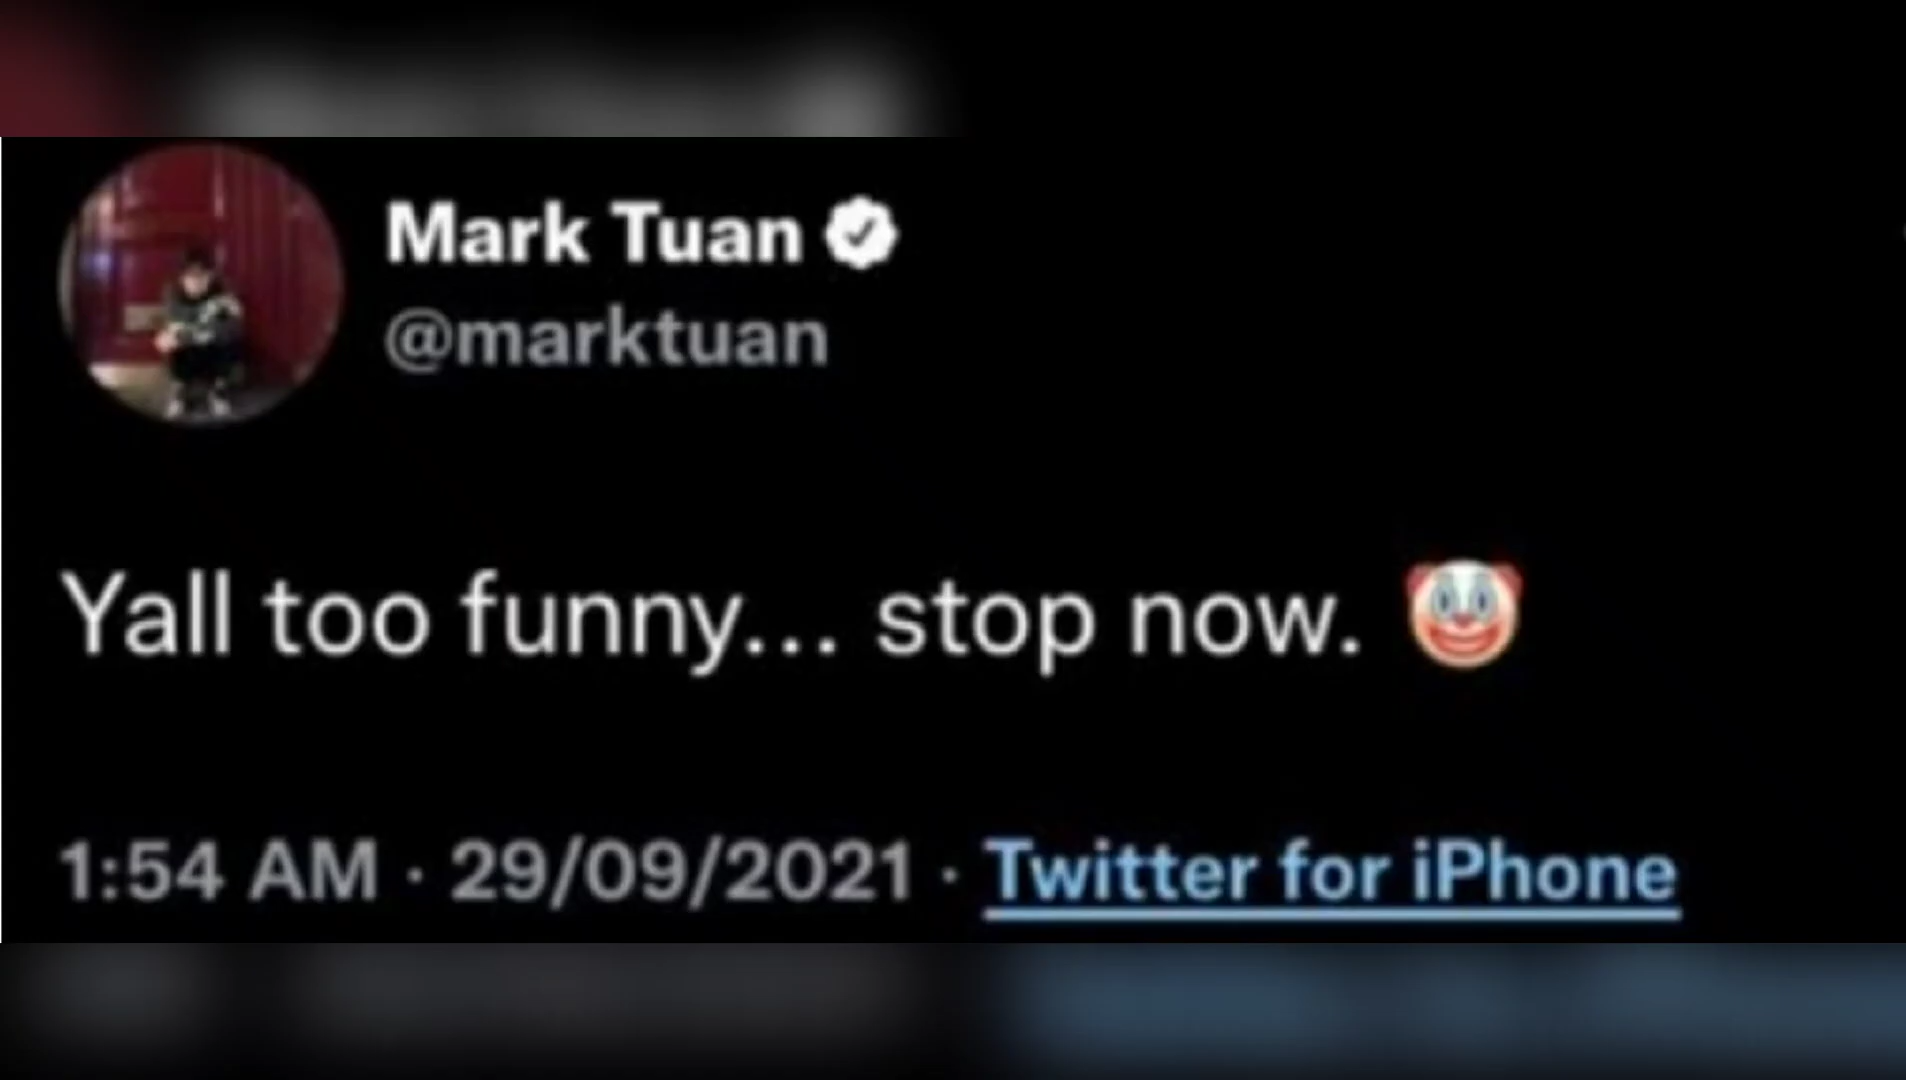 Mark Tuan
@marktuan
Yall too funny... stop now. 🤡
1:54 AM · 29/09/2021 · Twitter for iPhone